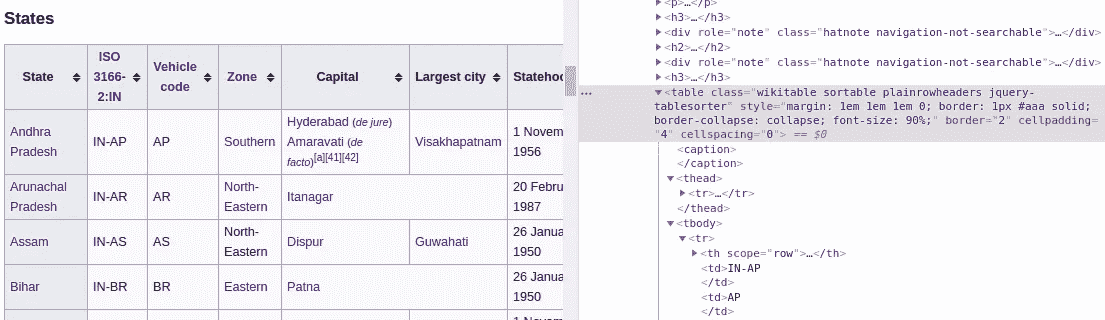 States
State ISO 3166-2:IN Vehicle code Zone Capital Largest city Stateho
Andhra Pradesh IN-AP AP Southern Hyderabad (de jure) Amaravati (de facto)[a][41][42] Visakhapatnam 1 Novem 1956
Arunachal Pradesh IN-AR AR North-Eastern Itanagar 20 Febru 1987
Assam IN-AS AS North-Eastern Dispur Guwahati 26 Janua 1950
Bihar IN-BR BR Eastern Patna 26 Janua 1950
<p>…</p>
<h3>…</h3>
<div role="note" class="hatnote navigation-not-searchable">…</div>
<h2>…</h2>
<div role="note" class="hatnote navigation-not-searchable">…</div>
<h3>…</h3>
<table class="wikitable sortable plainrowheaders jquery-
tablesorter" style="margin: 1em 1em 1em 0; border: 1px #aaa solid;
border-collapse: collapse; font-size: 90%;" border="2" cellpadding=
"4" cellspacing="0"> == $0
<caption>
</caption>
<thead>
<tr>…</tr>
</thead>
<tbody>
<tr>
<th scope="row">…</th>
<td>IN-AP
</td>
<td>AP
</td>